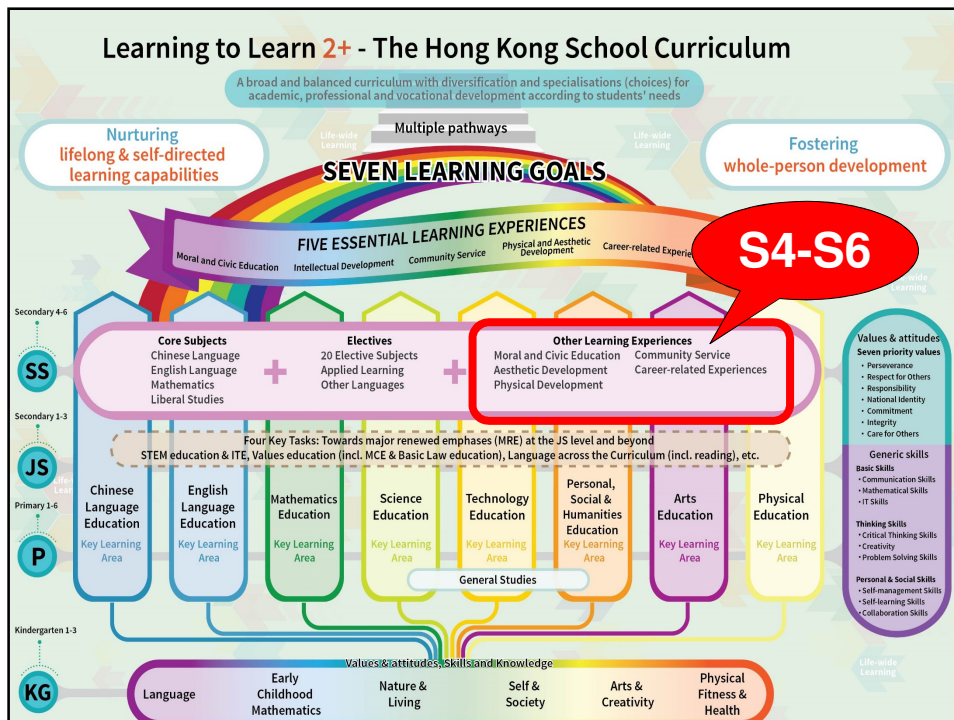 Learning to Learn 2+ - The Hong Kong School Curriculum
A broad and balanced curriculum with diversification and specialisations (choices) for
academic, professional and vocational development according to students' needs
Multiple pathways
Nurturing
lifelong & self-directed
learning capabilities
Life-wide
Learning
Life-wide
Learning
Fostering
whole-person development
SEVEN LEARNING GOALS
FIVE ESSENTIAL LEARNING EXPERIENCES
Moral and Civic Education
Intellectual Development
Community Service
Physical and Aesthetic
Development
Career-related Experien
S4-S6
Learning
Secondary 4-6
SS
Core Subjects
Chinese Language
English Language
Mathematics
Liberal Studies
+
Electives
20 Elective Subjects
Applied Learning
Other Languages
+
Other Learning Experiences
Moral and Civic Education
Aesthetic Development
Physical Development
Community Service
Career-related Experiences
Secondary 1-3
JS
Four Key Tasks: Towards major renewed emphases (MRE) at the JS level and beyond
STEM education & ITE, Values education (incl. MCE & Basic Law education), Language across the Curriculum (incl. reading), etc.
Primary 1-6
P
Chinese
Language
Education
Key Learning
Area
English
Language
Education
Key Learning
Area
Mathematics
Education
Key Learning
Area
Science
Education
Key Learning
Area
Technology
Education
Key Learning
Area
Personal,
Social &
Humanities
Education
Key Learning
Area
Arts
Education
Key Learning
Area
Physical
Education
Key Learning
Area
General Studies
Values & attitudes
Seven priority values
• Perseverance
• Respect for Others
• Responsibility
• National Identity
• Commitment
• Integrity
• Care for Others
Generic skills
Basic Skills
• Communication Skills
• Mathematical Skills
• IT Skills
Thinking Skills
• Critical Thinking Skills
• Creativity
• Problem Solving Skills
Personal & Social Skills
• Self-management Skills
• Self-learning Skills
• Collaboration Skills
Kindergarten 1-3
KG
Values & attitudes, Skills and Knowledge
Language
Early
Childhood
Mathematics
Nature &
Living
Self &
Society
Arts &
Creativity
Physical
Fitness &
Health
Life-wide
Learning